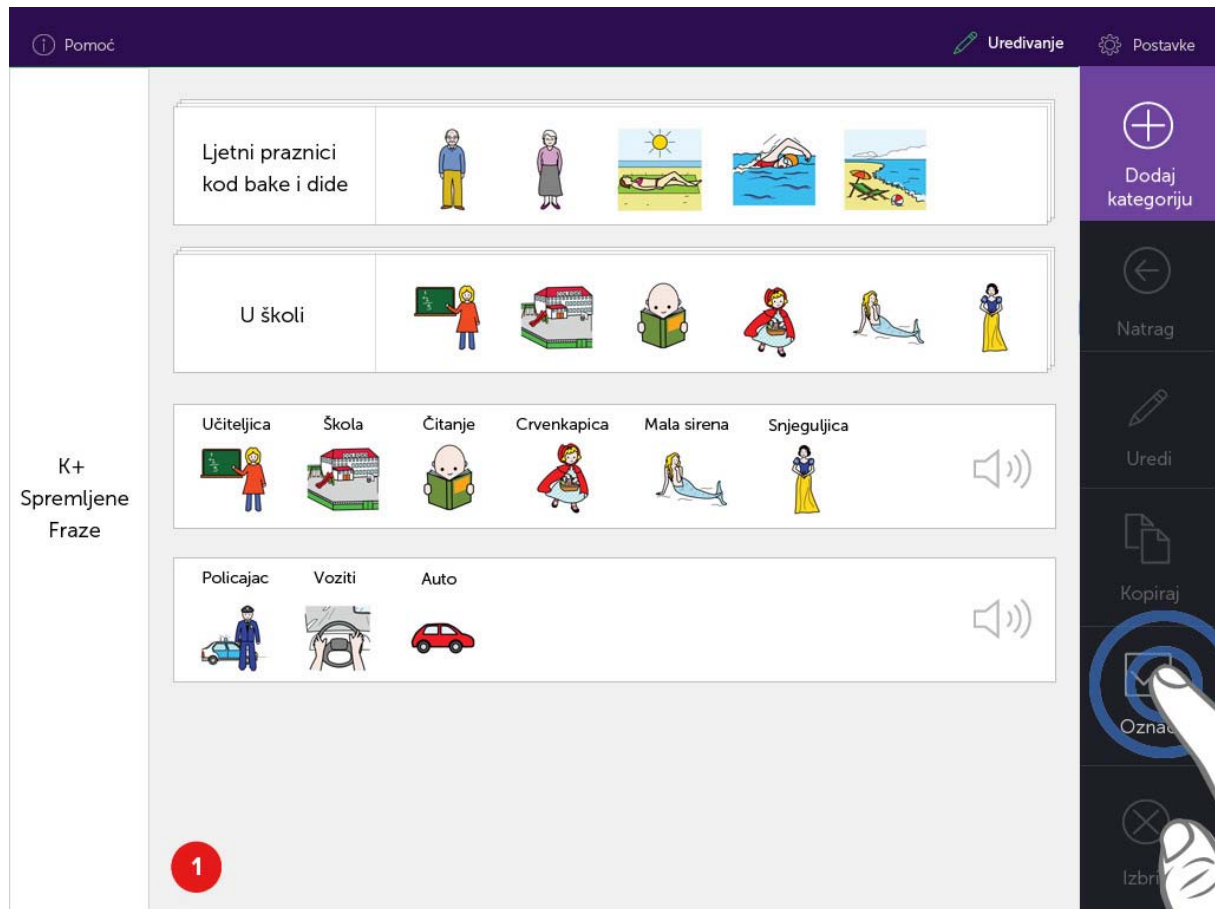 Pomoć
Uređivanje
Postavke
Ljetni praznici
kod bake i dide
U školi
Učiteljica Škola Čitanje Crvenkapica Mala sirena Snjeguljica
Policajac Voziti Auto
K+
Spremljene
Fraze
1
Dodaj
kategoriju
Natrag
Uredi
Kopiraj